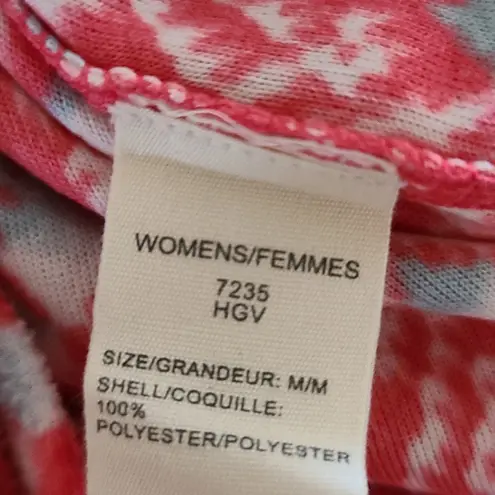 WOMENS/FEMMES
7235
HGV
SIZE/GRANDEUR: M/M
SHELL/COQUILLE:
100%
POLYESTER/POLYESTER